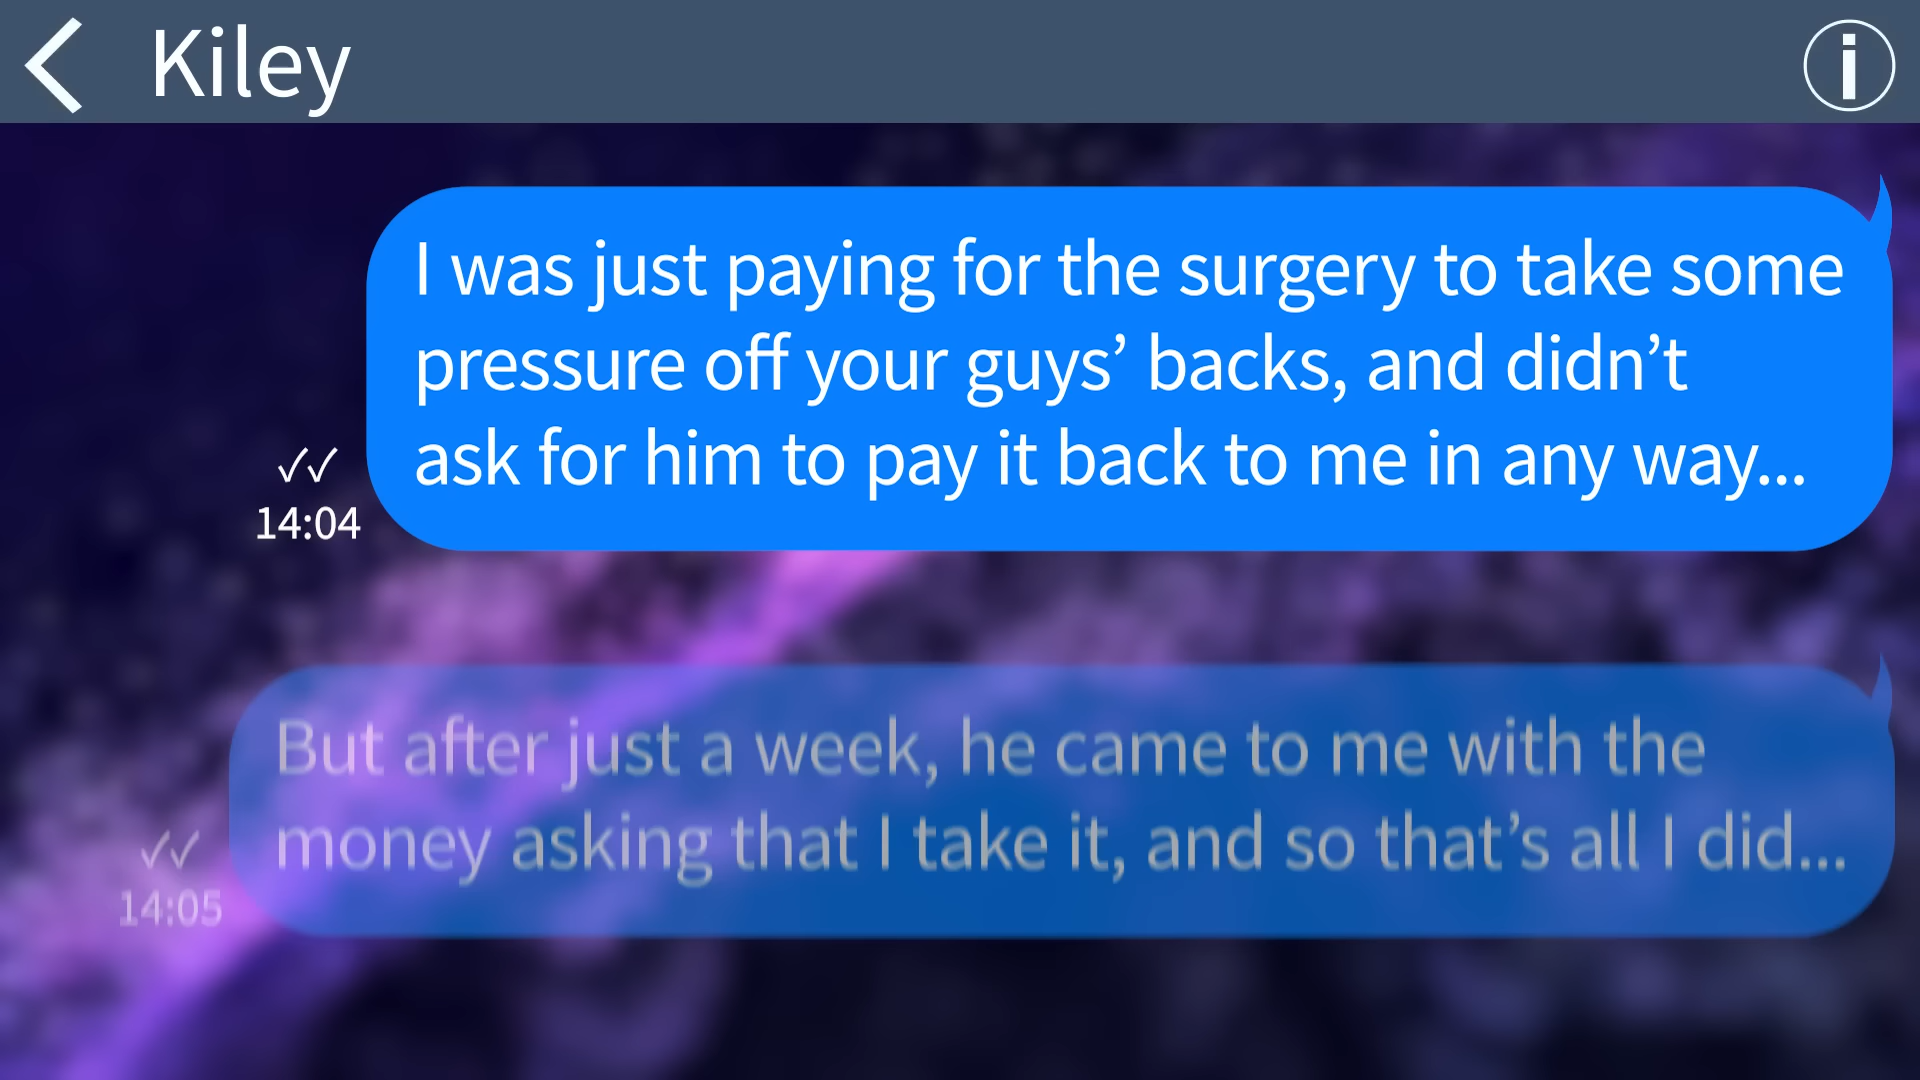 Kiley
I was just paying for the surgery to take some
pressure off your guys’ backs, and didn’t
ask for him to pay it back to me in any way...
14:04
But after just a week, he came to me with the
money asking that I take it, and so that’s all I did...
14:05